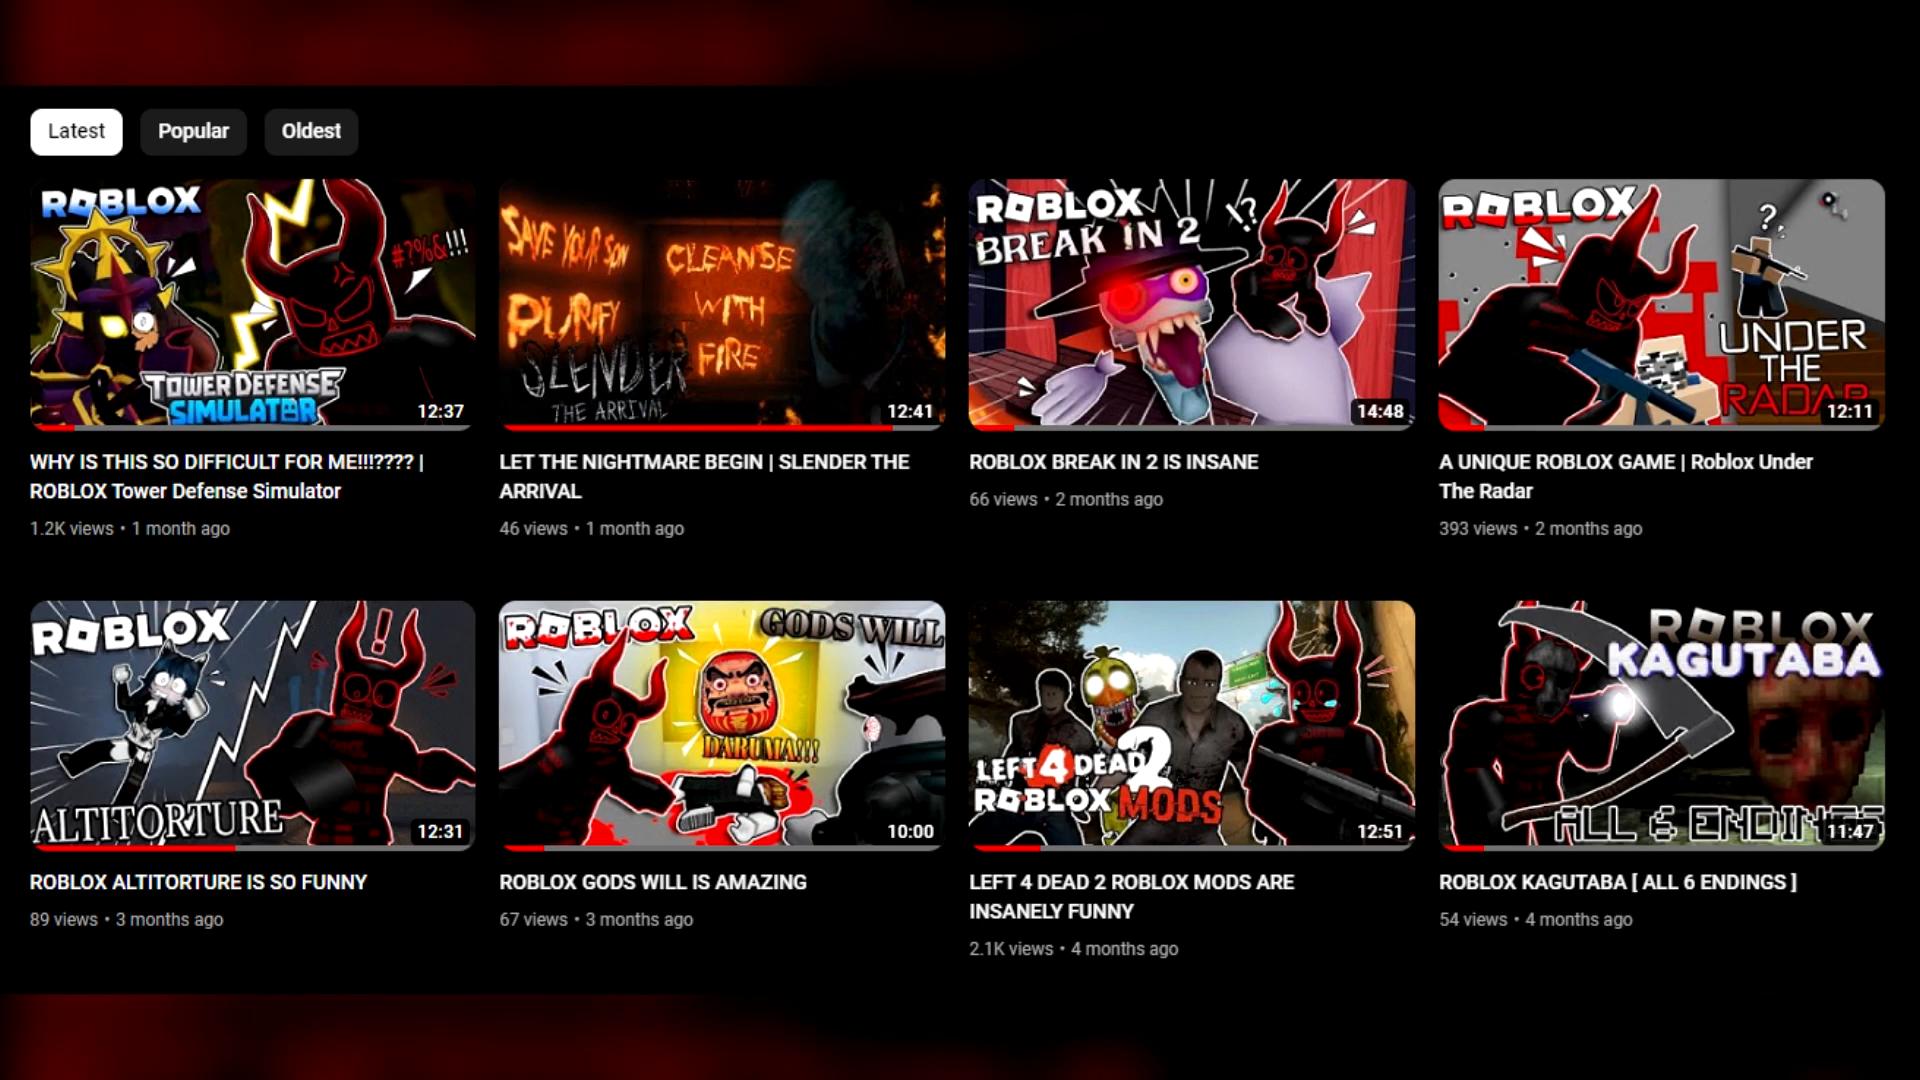 Latest
Popular
Oldest
ROBLOX
#?%&!!!
TOWER DEFENSE
SIMULATOR
12:37
SAVE YOUR SON
PURIFY
CLEANSE
WITH
FIRE
SLENDER
THE ARRIVAL
12:41
ROBLOX
BREAK IN 2
!?
14:48
ROBLOX
?
UNDER
THE
RADAR
12:11
WHY IS THIS SO DIFFICULT FOR ME!!!???? |
ROBLOX Tower Defense Simulator
1.2K views • 1 month ago
LET THE NIGHTMARE BEGIN | SLENDER THE
ARRIVAL
46 views • 1 month ago
ROBLOX BREAK IN 2 IS INSANE
66 views • 2 months ago
A UNIQUE ROBLOX GAME | Roblox Under
The Radar
393 views • 2 months ago
ROBLOX
!
ALTITORTURE
12:31
ROBLOX
GODS WILL
DARUMA!!!
10:00
LEFT 4 DEAD 2
ROBLOX MODS
12:51
ROBLOX
KAGUTABA
ALL 6 ENDINGS
11:47
ROBLOX ALTITORTURE IS SO FUNNY
89 views • 3 months ago
ROBLOX GODS WILL IS AMAZING
67 views • 3 months ago
LEFT 4 DEAD 2 ROBLOX MODS ARE
INSANELY FUNNY
2.1K views • 4 months ago
ROBLOX KAGUTABA [ ALL 6 ENDINGS ]
54 views • 4 months ago